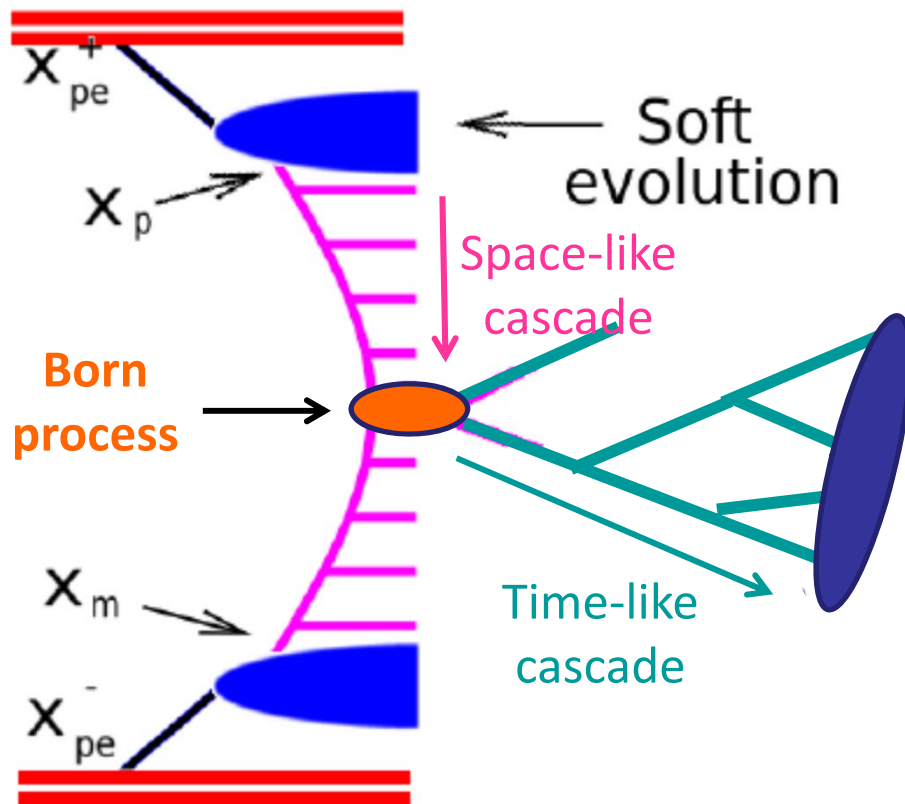 x+pe
Soft
evolution
xp
Space-like
cascade
Born
process
xm
Time-like
cascade
x-pe